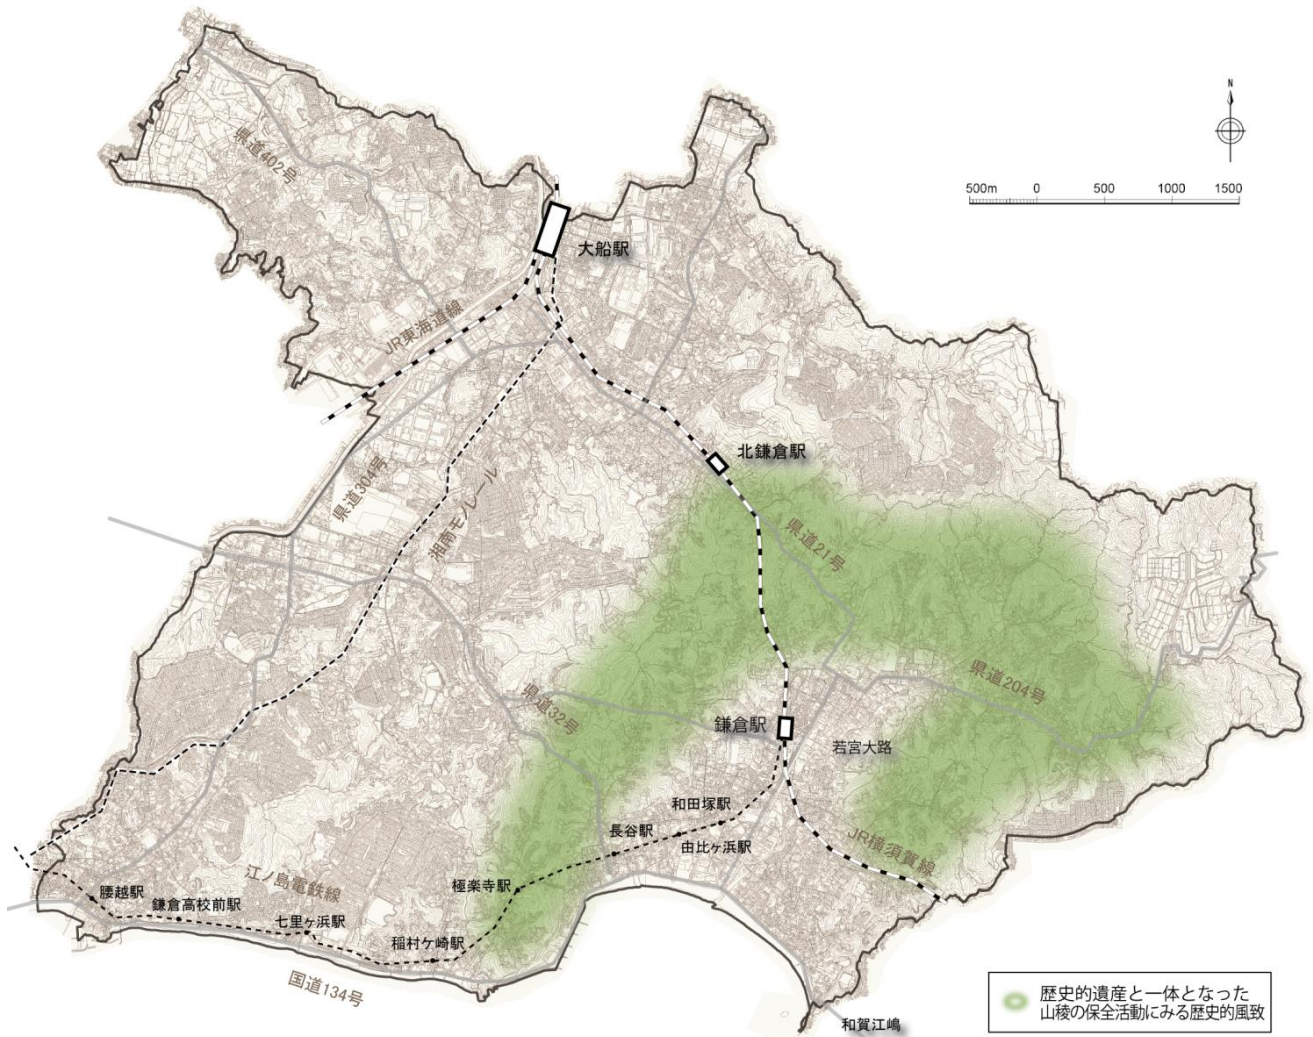 N
500m 0 500 1000 1500
県道402号
大船駅
JR東海道線
北鎌倉駅
県道304号
湘南モノレール
県道21号
県道204号
県道32号
鎌倉駅
若宮大路
和田塚駅
長谷駅
由比ヶ浜駅
JR横須賀線
江ノ島電鉄線
極楽寺駅
腰越駅
鎌倉高校前駅
七里ヶ浜駅
稲村ケ崎駅
国道134号
和賀江嶋
歴史的遺産と一体となった
山稜の保全活動にみる歴史的風致